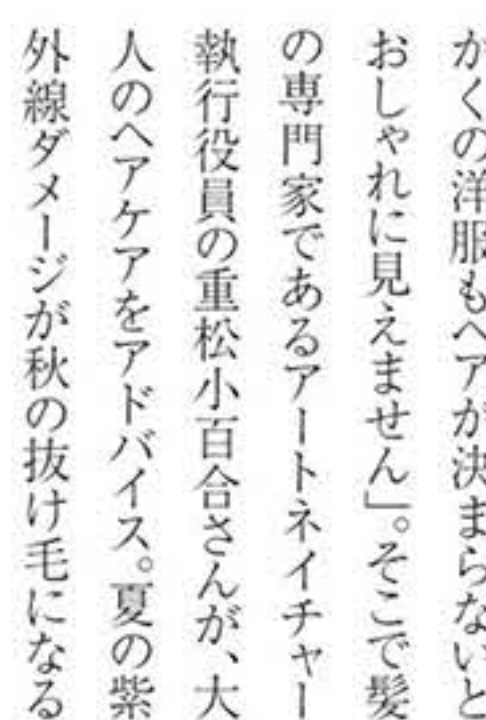 かくの洋服もヘアが決まらないと
おしゃれに見えません」。そこで髪
の専門家であるアートネイチャー
執行役員の重松小百合さんが、大
人のヘアケアをアドバイス。夏の紫
外線ダメージが秋の抜け毛になる